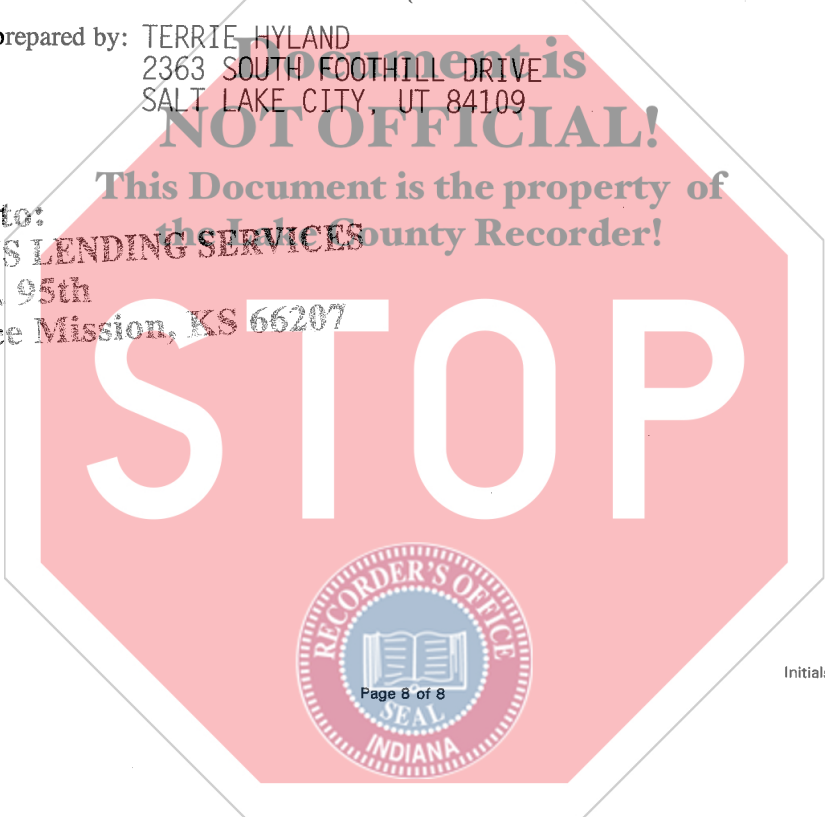 prepared by: TERRIE HYLAND
2363 SOUTH FOOTHILL DRIVE
SALT LAKE CITY, UT 84109
Document is
NOT OFFICIAL!
This Document is the property of
the Lake County Recorder!
to:
S LENDING SERVICES
95th
Mission, KS 66207
STOP
RECORDER'S OFFICE
Page 8 of 8
SEAL
INDIANA
Initials